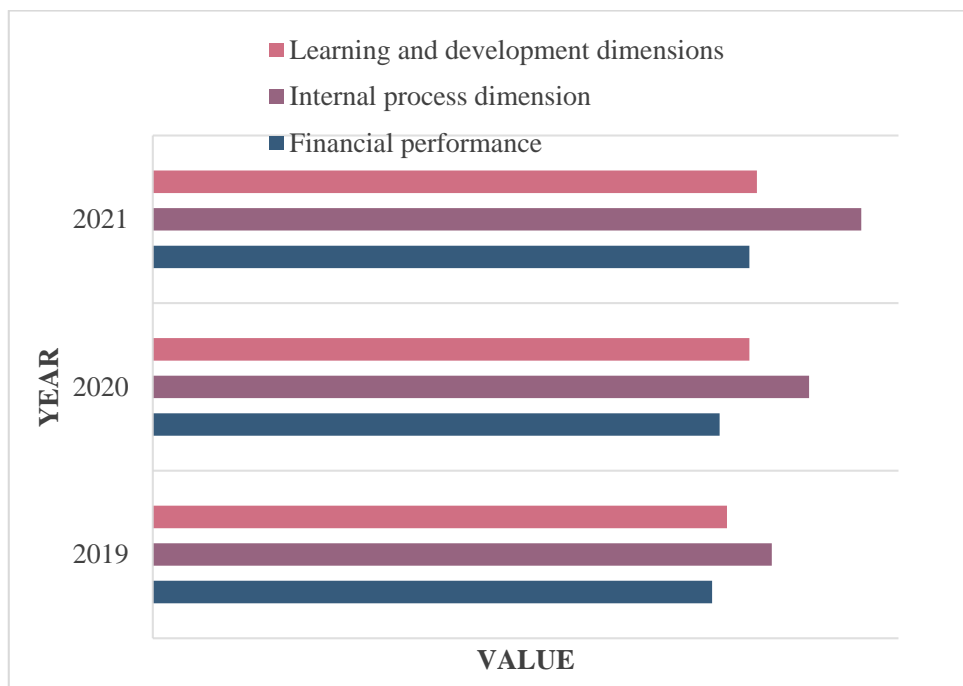 Learning and development dimensions
Internal process dimension
Financial performance
2021
2020
2019
YEAR
VALUE